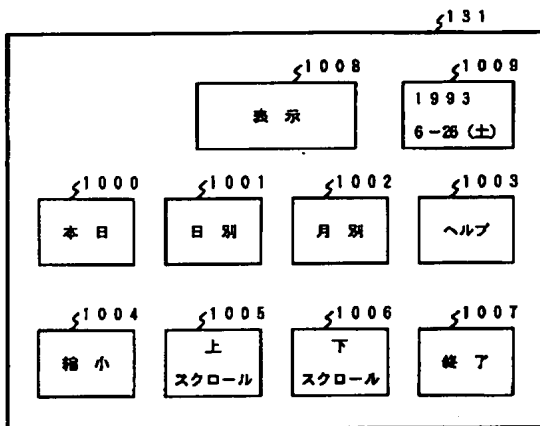 131
1008
1009
表示
1993
6-26(土)
1000
1001
1002
1003
本日
日別
月別
ヘルプ
1004
1005
1006
1007
縮小
上
スクロール
下
スクロール
終了